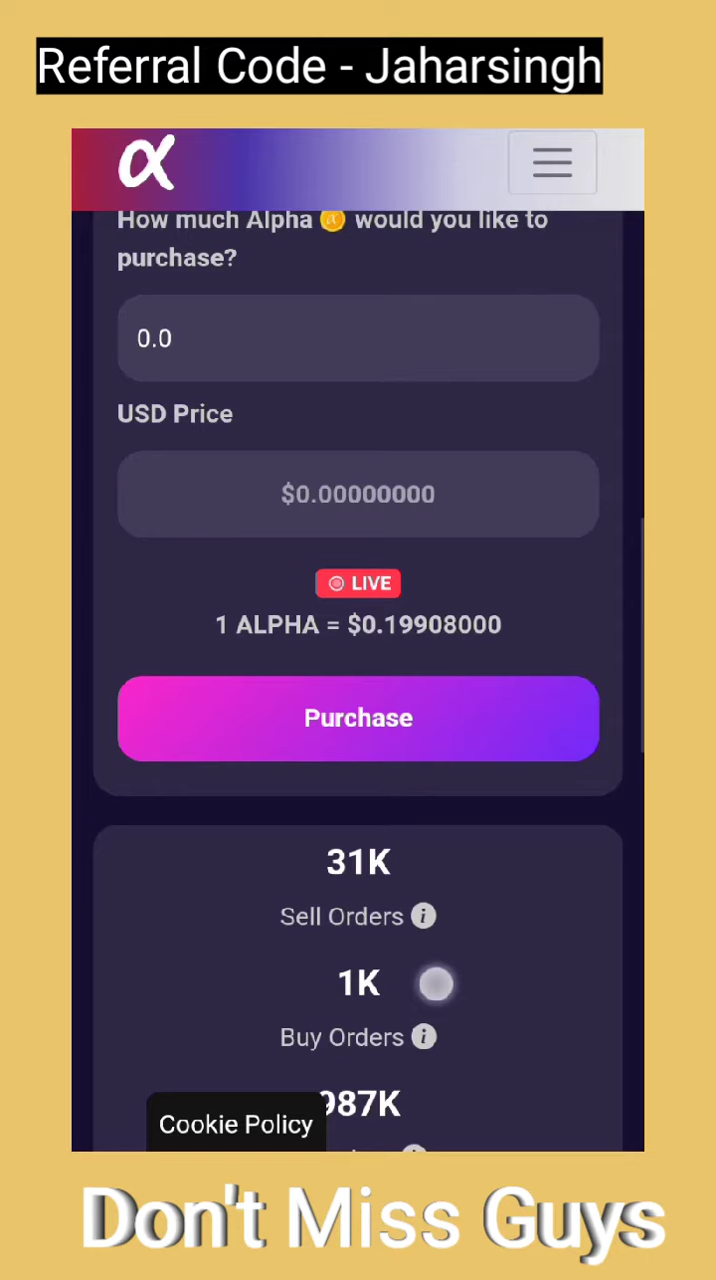 Referral Code - Jaharsingh
α
How much Alpha would you like to
purchase?
0.0
USD Price
$0.00000000
LIVE
1 ALPHA = $0.19908000
Purchase
31K
Sell Orders i
1K
Buy Orders i
987K
Cookie Policy
Don't Miss Guys